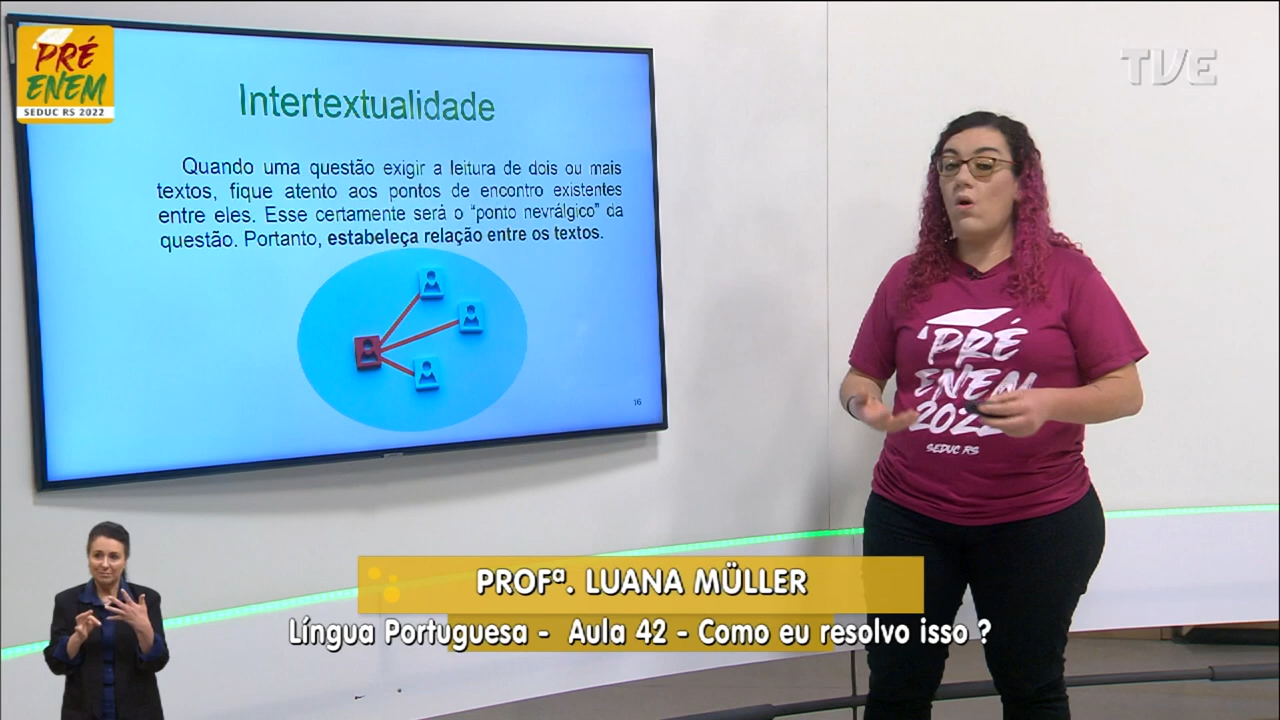 PRÉ
ENEM
SEDUC RS 2022
TVE
Intertextualidade
Quando uma questão exigir a leitura de dois ou mais
textos, fique atento aos pontos de encontro existentes
entre eles. Esse certamente será o “ponto nevrálgico” da
questão. Portanto, estabeleça relação entre os textos.
16
PRÉ
ENEM
2022
SEDUC RS
PROFª. LUANA MÜLLER
Língua Portuguesa - Aula 42 - Como eu resolvo isso ?